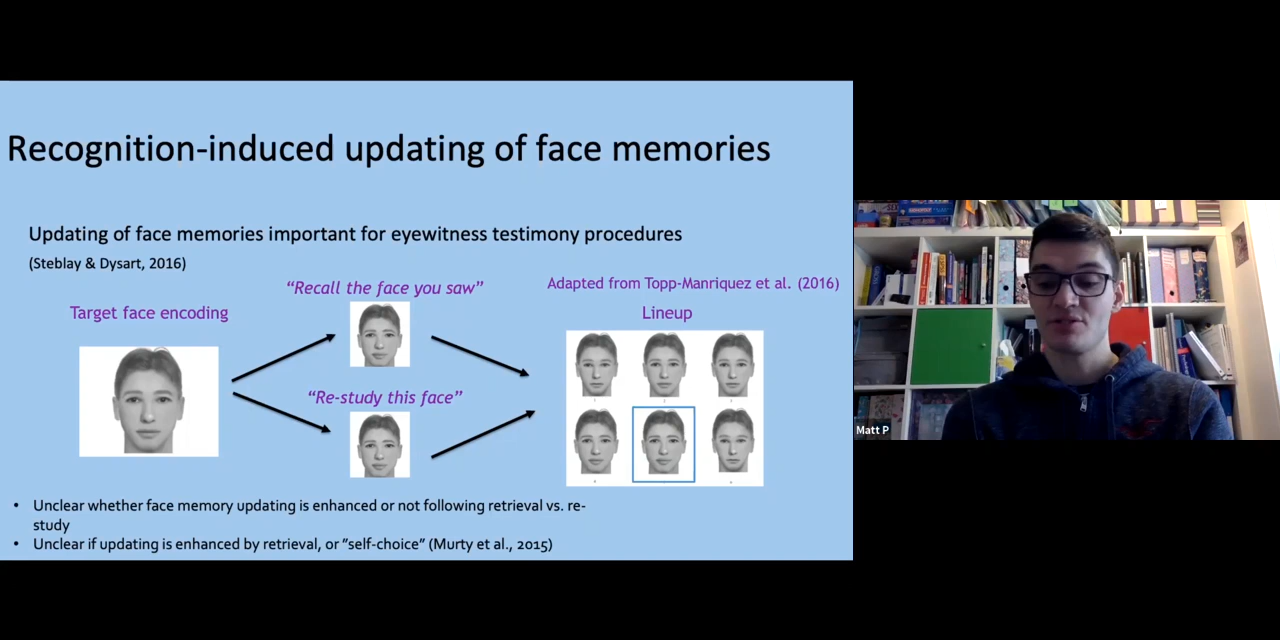 Recognition-induced updating of face memories
Updating of face memories important for eyewitness testimony procedures
(Steblay & Dysart, 2016)
“Recall the face you saw”
Adapted from Topp-Manriquez et al. (2016)
Target face encoding
Lineup
“Re-study this face”
• Unclear whether face memory updating is enhanced or not following retrieval vs. re-
study
• Unclear if updating is enhanced by retrieval, or “self-choice” (Murty et al., 2015)
Matt P